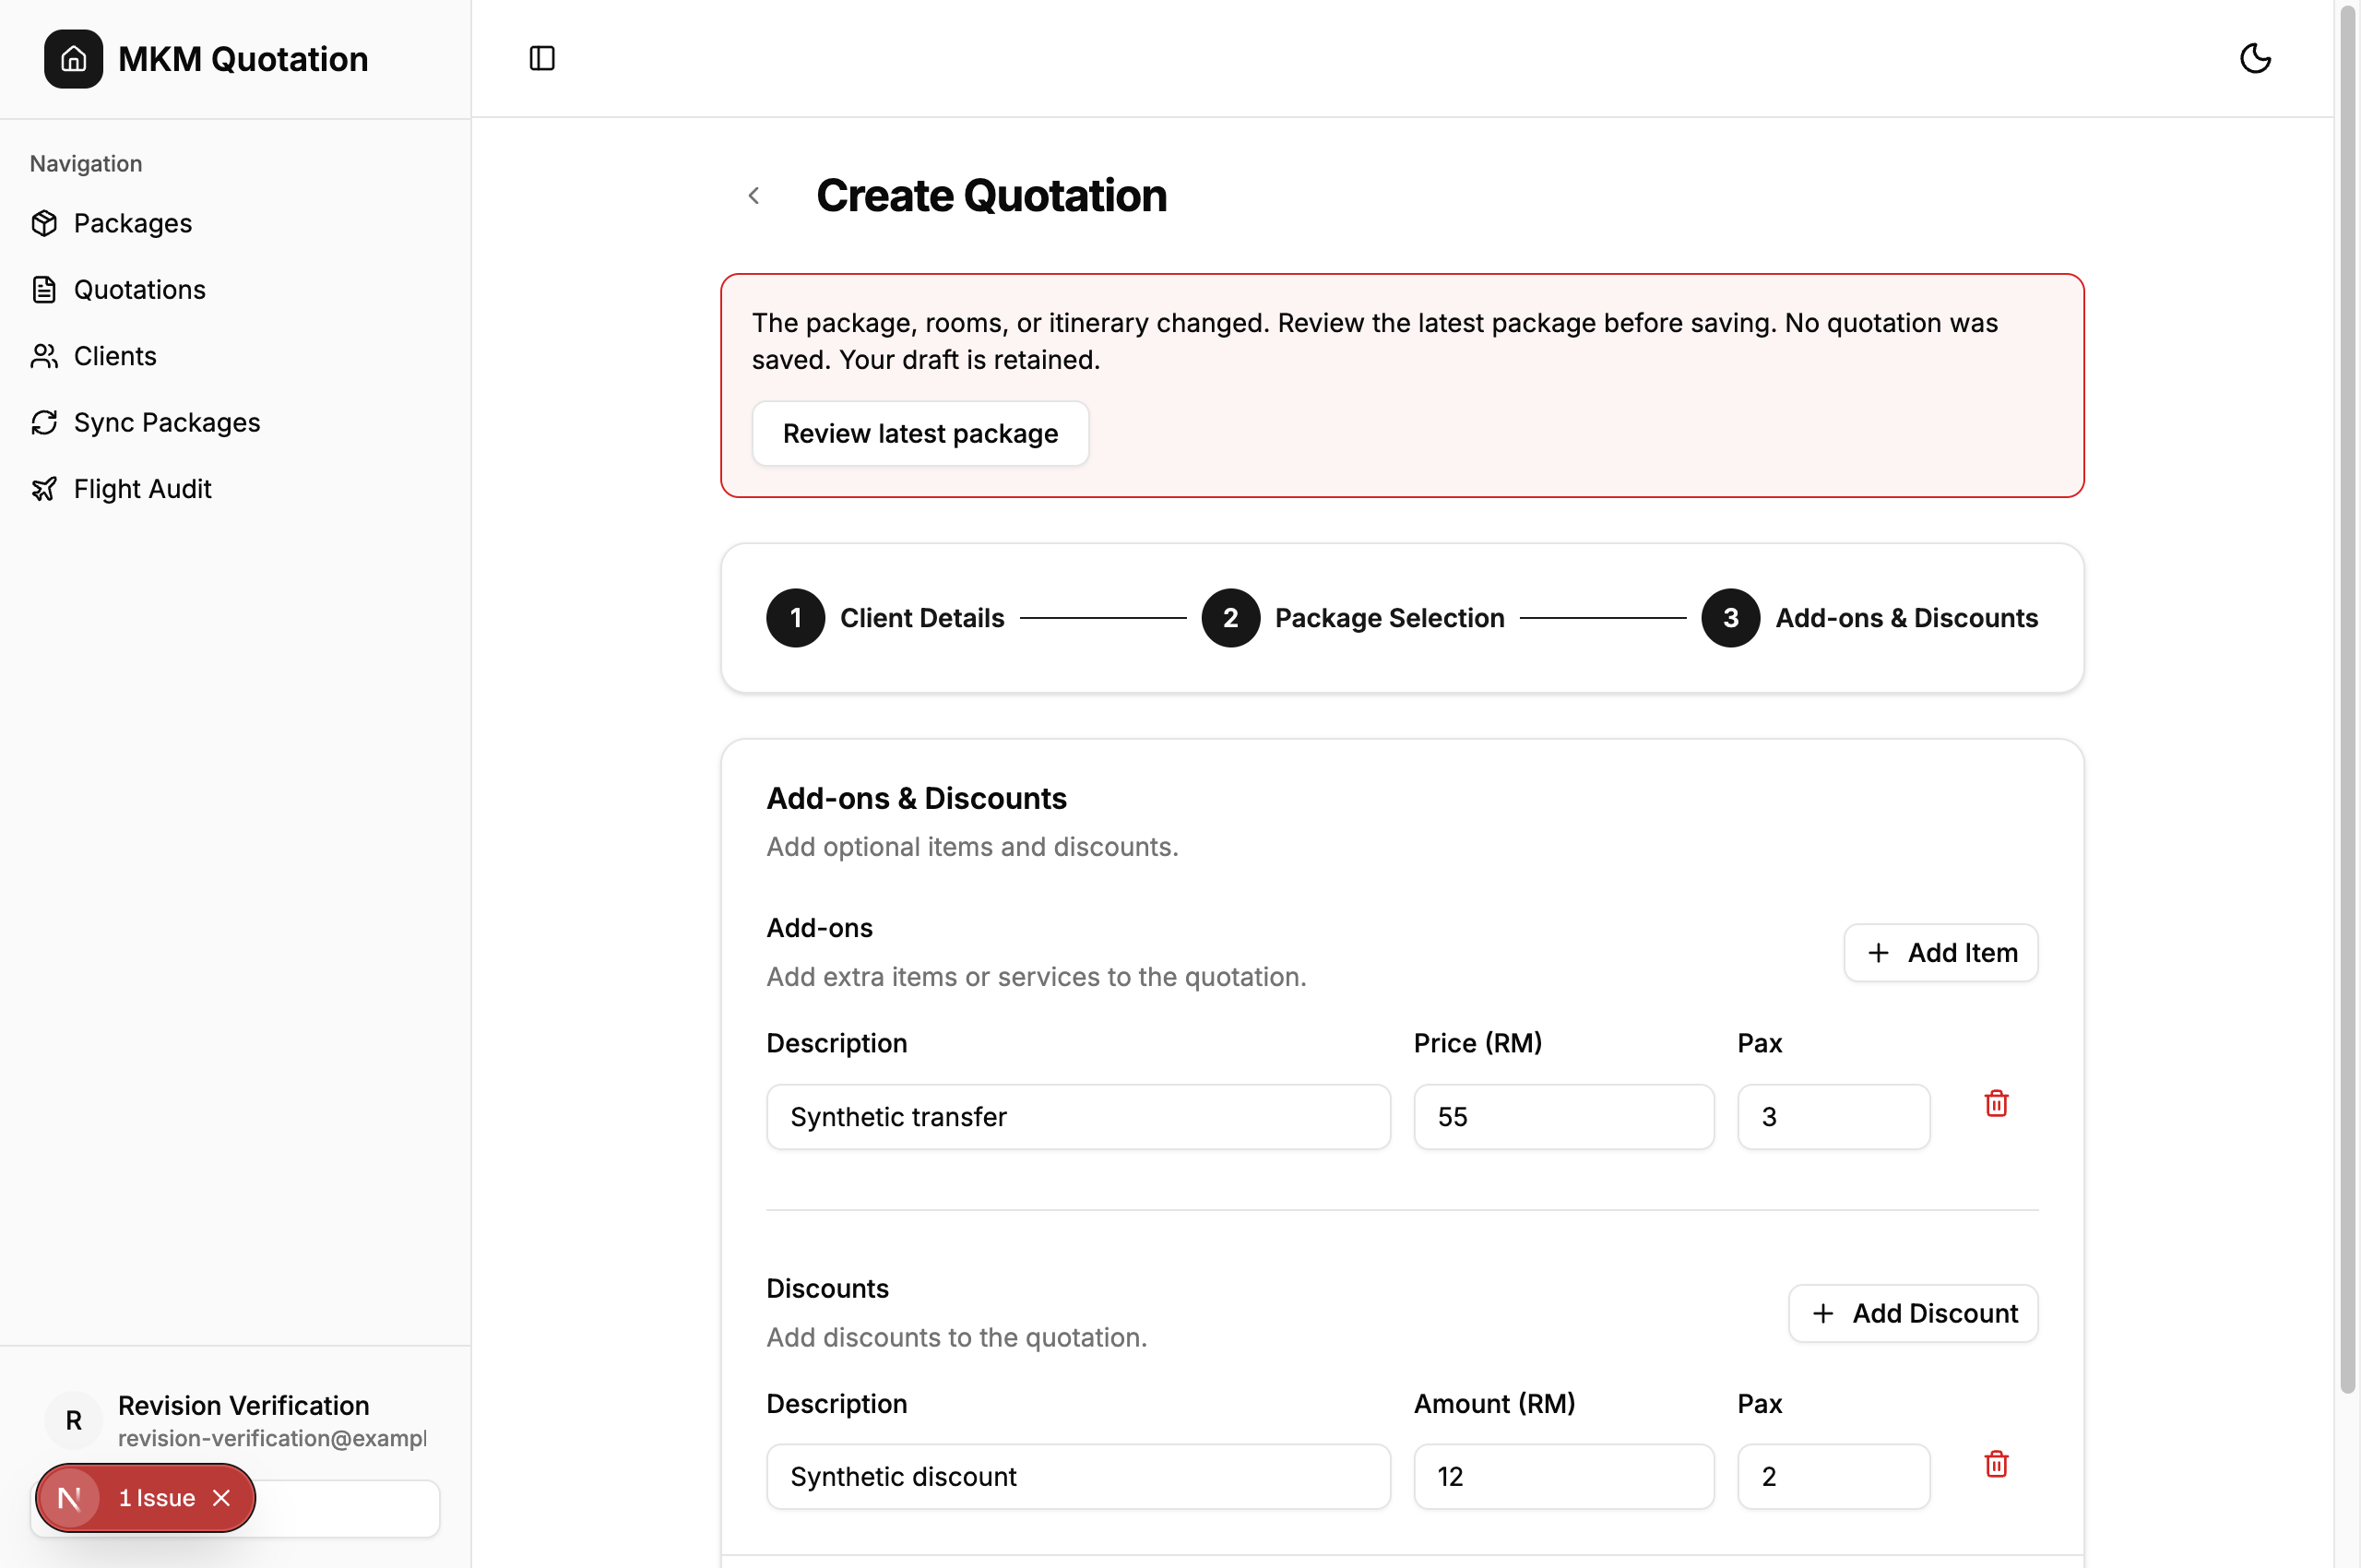 MKM Quotation
Navigation
Packages
Quotations
Clients
Sync Packages
Flight Audit
Create Quotation
The package, rooms, or itinerary changed. Review the latest package before saving. No quotation was
saved. Your draft is retained.
Review latest package
1 Client Details
2 Package Selection
3 Add-ons & Discounts
Add-ons & Discounts
Add optional items and discounts.
Add-ons
Add extra items or services to the quotation.
Add Item
Description Price (RM) Pax
Synthetic transfer 55 3
Discounts
Add discounts to the quotation.
Add Discount
Description Amount (RM) Pax
Synthetic discount 12 2
R
Revision Verification
revision-verification@exampl
N 1 Issue